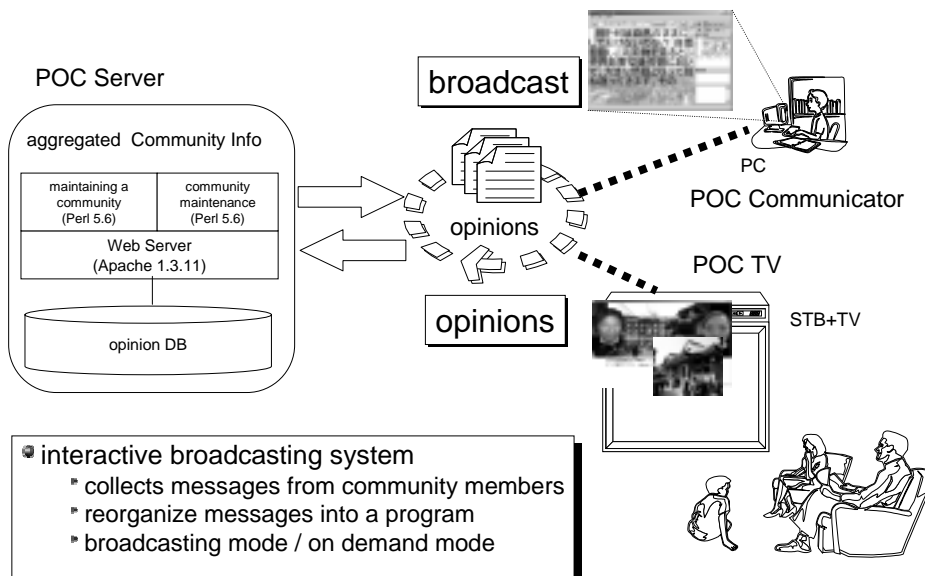 POC Server
aggregated Community Info
maintaining a
community
(Perl 5.6)
community
maintenance
(Perl 5.6)
Web Server
(Apache 1.3.11)
opinion DB
broadcast
opinions
opinions
PC
POC Communicator
POC TV
STB+TV
interactive broadcasting system
collects messages from community members
reorganize messages into a program
broadcasting mode / on demand mode